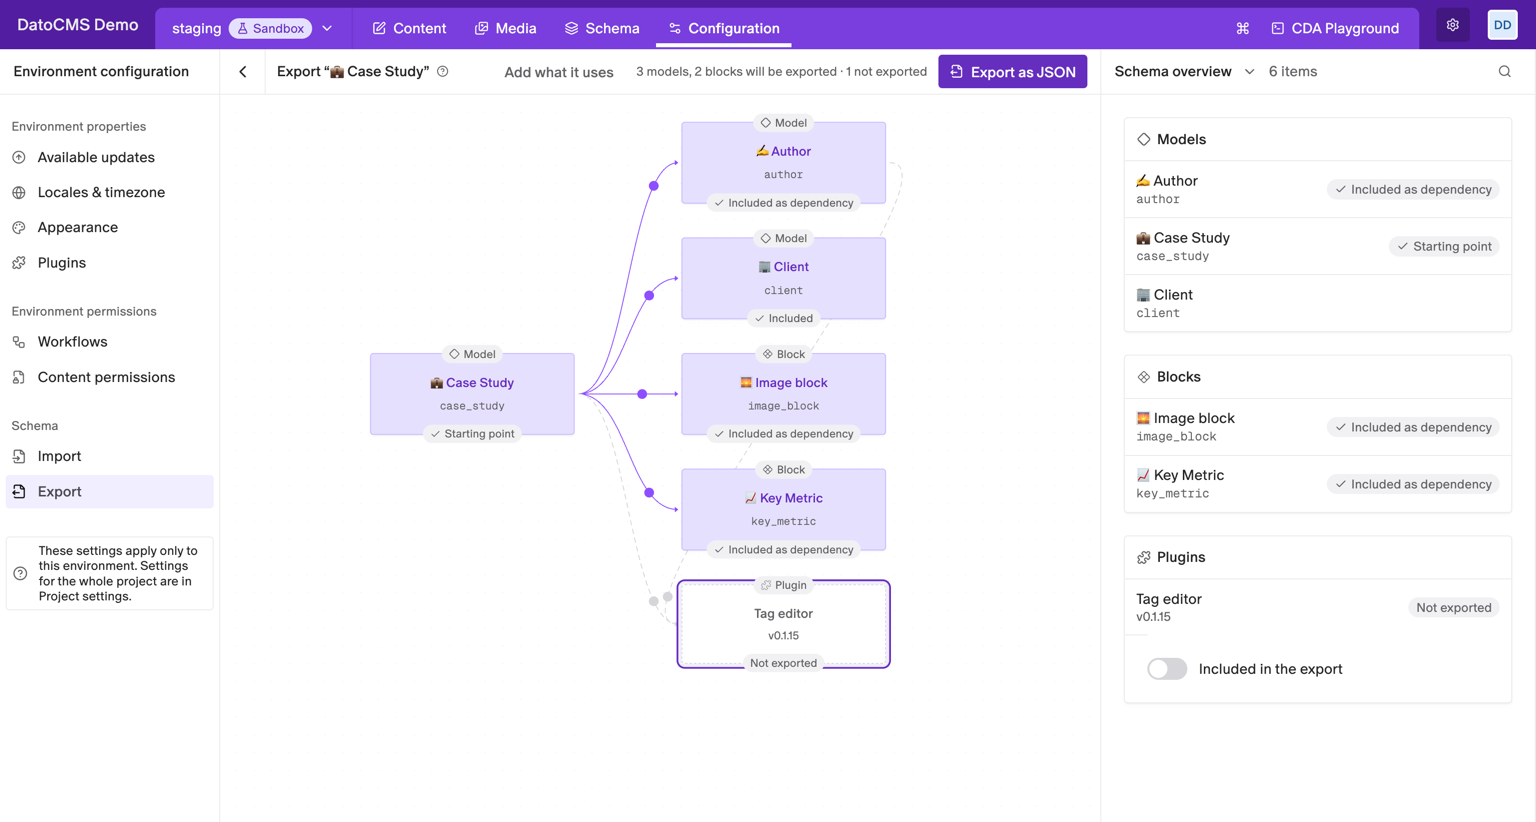 DatoCMS Demo
staging
Sandbox
Content
Media
Schema
Configuration
CDA Playground
DD
Environment configuration
Export “💼 Case Study”
Add what it uses
3 models, 2 blocks will be exported · 1 not exported
Export as JSON
Schema overview
6 items
Environment properties
Available updates
Locales & timezone
Appearance
Plugins
Environment permissions
Workflows
Content permissions
Schema
Import
Export
These settings apply only to
this environment. Settings
for the whole project are in
Project settings.
Model
💼 Case Study
case_study
Starting point
Model
✍️ Author
author
Included as dependency
Model
🏢 Client
client
Included
Block
🌅 Image block
image_block
Included as dependency
Block
📈 Key Metric
key_metric
Included as dependency
Plugin
Tag editor
v0.1.15
Not exported
Models
✍️ Author
author
Included as dependency
💼 Case Study
case_study
Starting point
🏢 Client
client
Blocks
🌅 Image block
image_block
Included as dependency
📈 Key Metric
key_metric
Included as dependency
Plugins
Tag editor
v0.1.15
Not exported
Included in the export